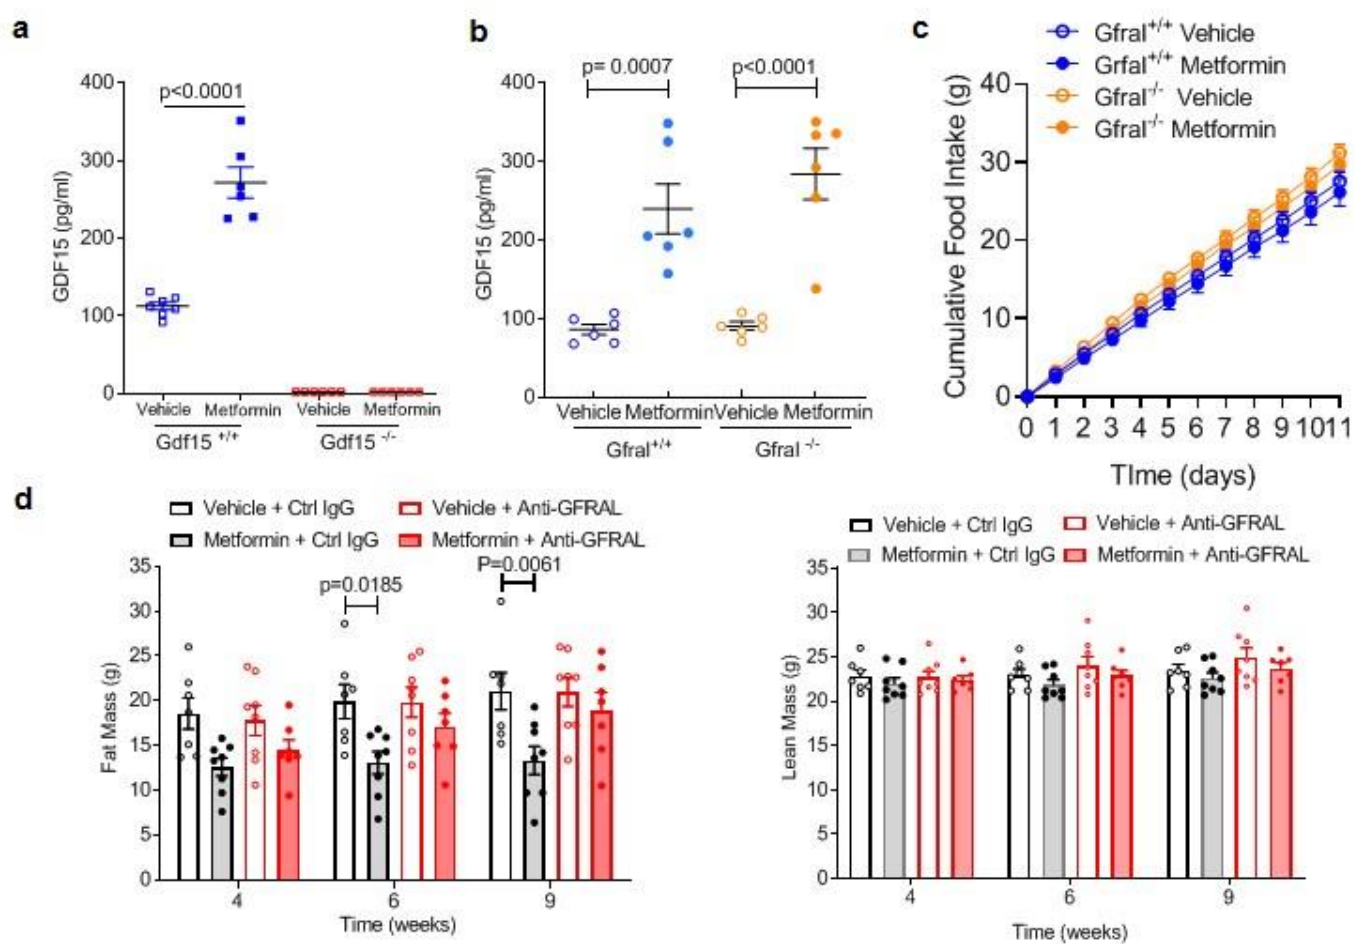 a
p<0.0001
GDF15 (pg/ml)
400
300
200
100
0
Vehicle Metformin Vehicle Metformin
Gdf15 +/+ Gdf15 -/-
b
p= 0.0007 p<0.0001
GDF15 (pg/ml)
400
300
200
100
0
Vehicle Metformin Vehicle Metformin
Gfral+/+ Gfral -/-
c
Gfral+/+ Vehicle
Grfal+/+ Metformin
Gfral-/- Vehicle
Gfral-/- Metformin
Cumulative Food Intake (g)
40
30
20
10
0
0 1 2 3 4 5 6 7 8 9 10 11
TIme (days)
d
Vehicle + Ctrl IgG Vehicle + Anti-GFRAL
Metformin + Ctrl IgG Metformin + Anti-GFRAL
p=0.0185 P=0.0061
Fat Mass (g)
35
30
25
20
15
10
5
0
4 6 9
Time (weeks)
Vehicle + Ctrl IgG Vehicle + Anti-GFRAL
Metformin + Ctrl IgG Metformin + Anti-GFRAL
Lean Mass (g)
35
30
25
20
15
10
5
0
4 6 9
Time (weeks)